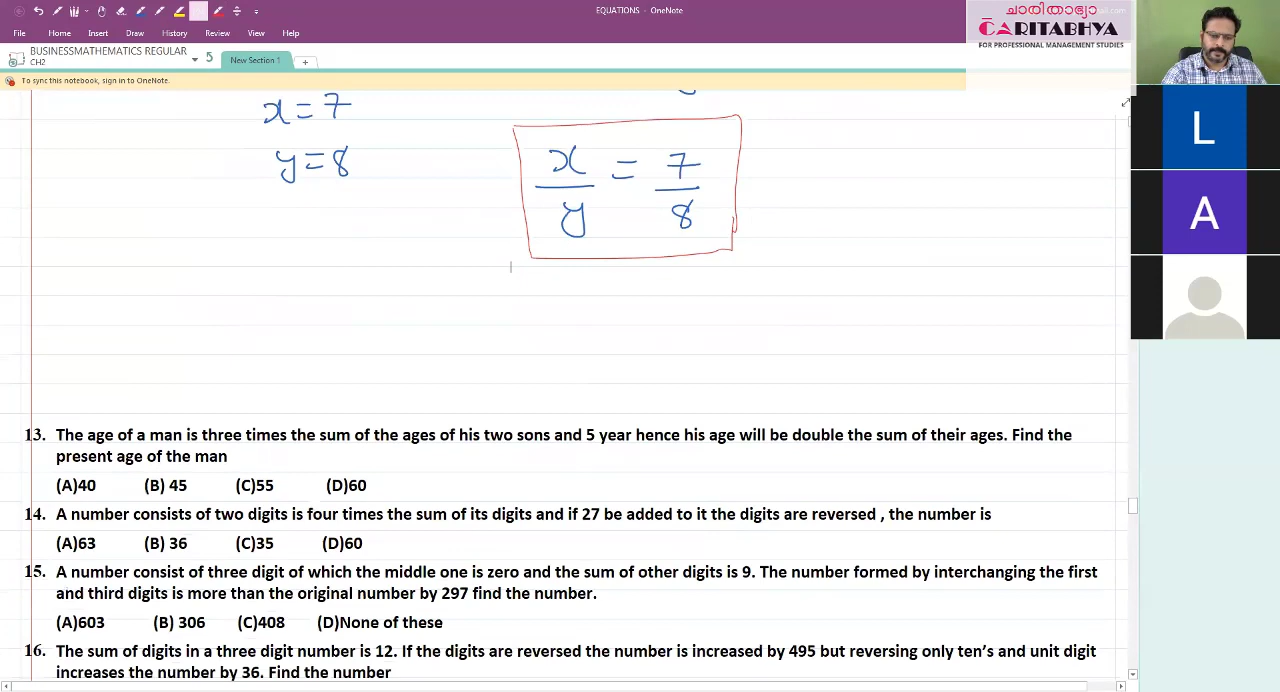 EQUATIONS - OneNote
ചാരിതാഭ്യാ
CARITABHYA
FOR PROFESSIONAL MANAGEMENT STUDIES
File Home Insert Draw History Review View Help
BUSINESSMATHEMATICS REGULAR
CH2
5
New Section 1
+
To sync this notebook, sign in to OneNote.
x = 7
y = 8
x/y = 7/8
L
A
13. The age of a man is three times the sum of the ages of his two sons and 5 year hence his age will be double the sum of their ages. Find the
present age of the man
(A)40 (B) 45 (C)55 (D)60
14. A number consists of two digits is four times the sum of its digits and if 27 be added to it the digits are reversed , the number is
(A)63 (B) 36 (C)35 (D)60
15. A number consist of three digit of which the middle one is zero and the sum of other digits is 9. The number formed by interchanging the first
and third digits is more than the original number by 297 find the number.
(A)603 (B) 306 (C)408 (D)None of these
16. The sum of digits in a three digit number is 12. If the digits are reversed the number is increased by 495 but reversing only ten's and unit digit
increases the number by 36. Find the number